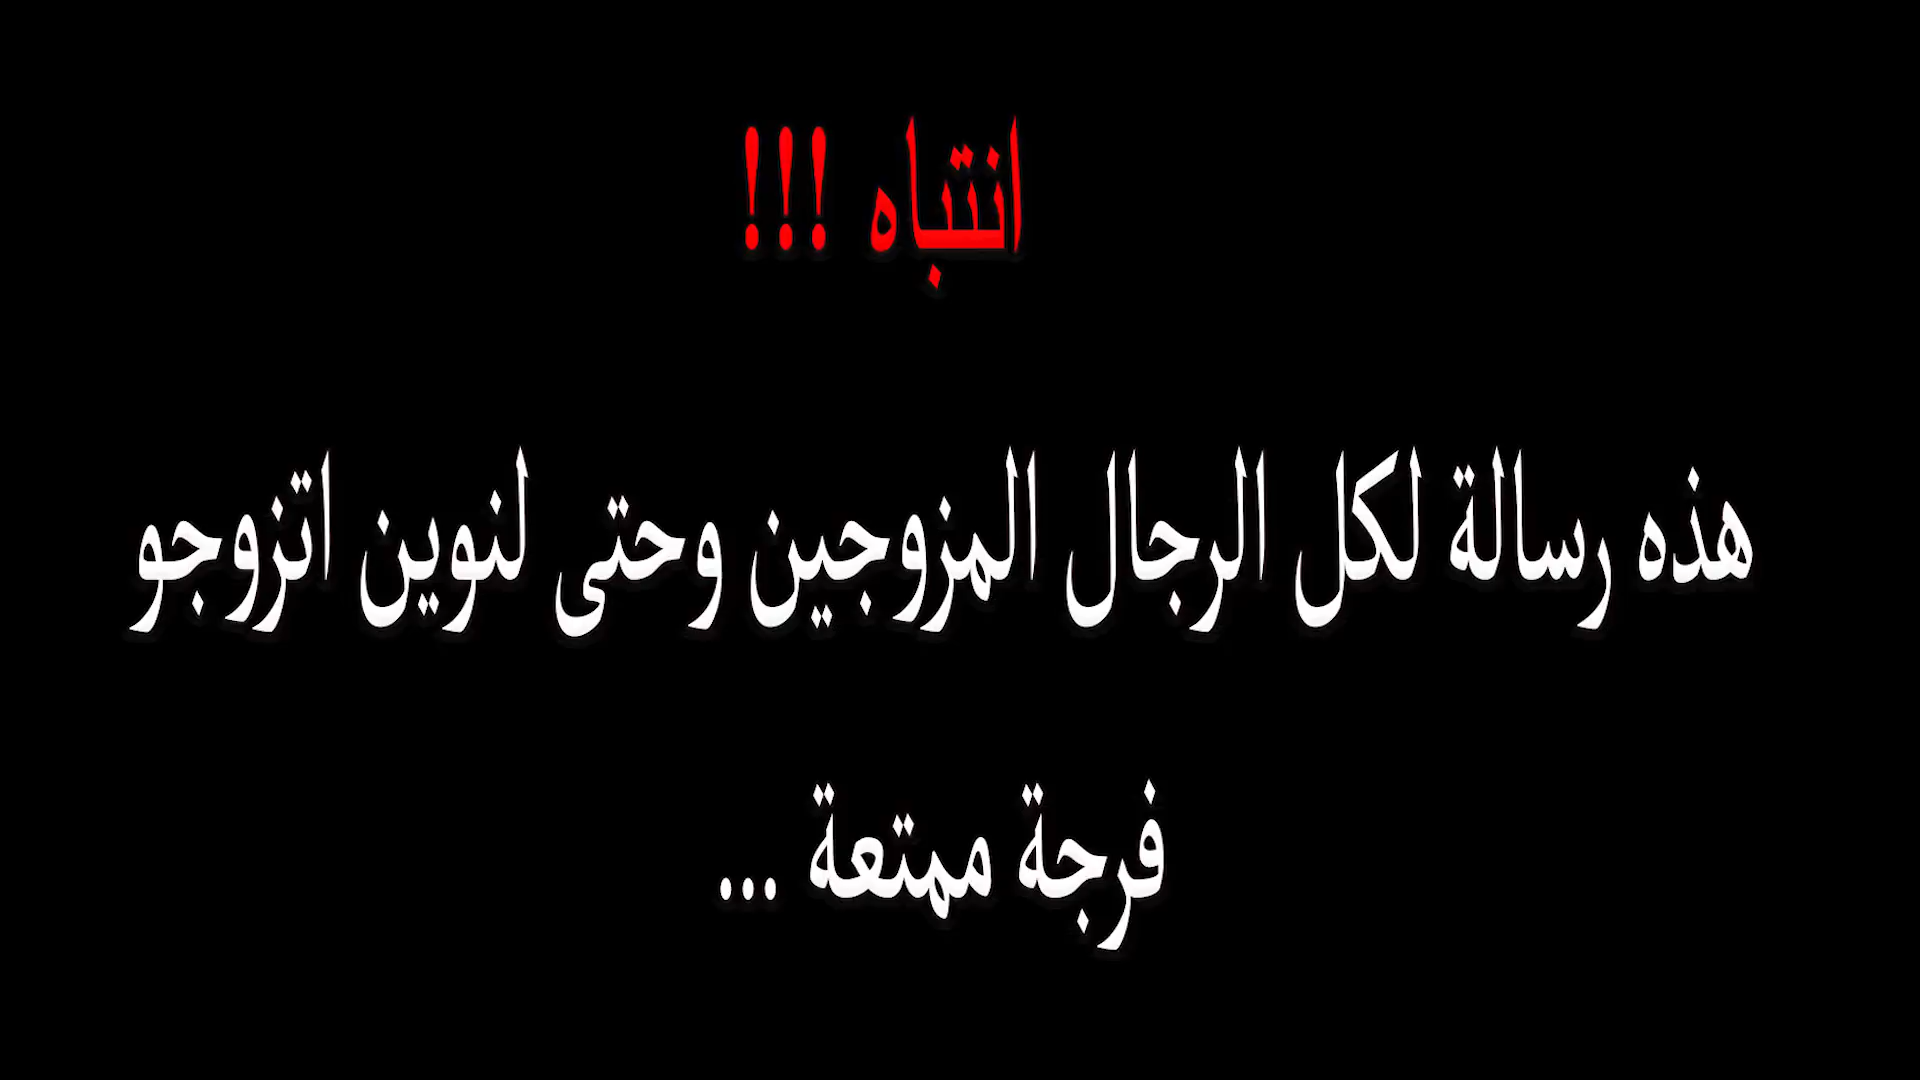 انتباه !!!
هذه رسالة لكل الرجال المزوجين وحتى لنوين اتزوجو
فرجة ممتعة ...